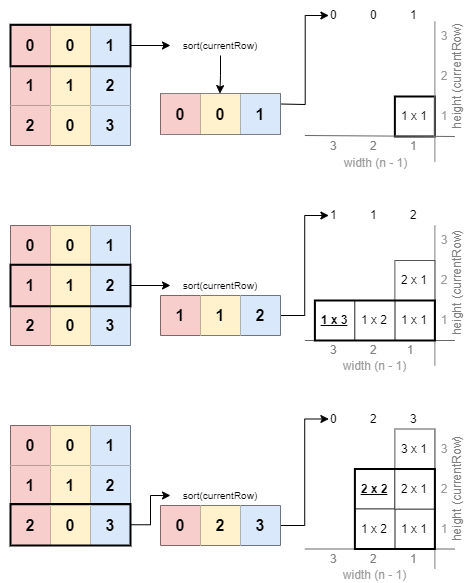 0 0 1
0 0 1
3
sort(currentRow)
1 1 2
2
height (currentRow)
0 0 1
1 x 1
1
2 0 3
3 2 1
width (n - 1)
1 1 2
0 0 1
3
1 1 2
sort(currentRow)
2 x 1
2
height (currentRow)
1 1 2
1 x 3 1 x 2 1 x 1
1
2 0 3
3 2 1
width (n - 1)
0 2 3
0 0 1
3 x 1
3
1 1 2
sort(currentRow)
2 x 2 2 x 1
2
height (currentRow)
2 0 3
0 2 3
1 x 2 1 x 1
1
3 2 1
width (n - 1)